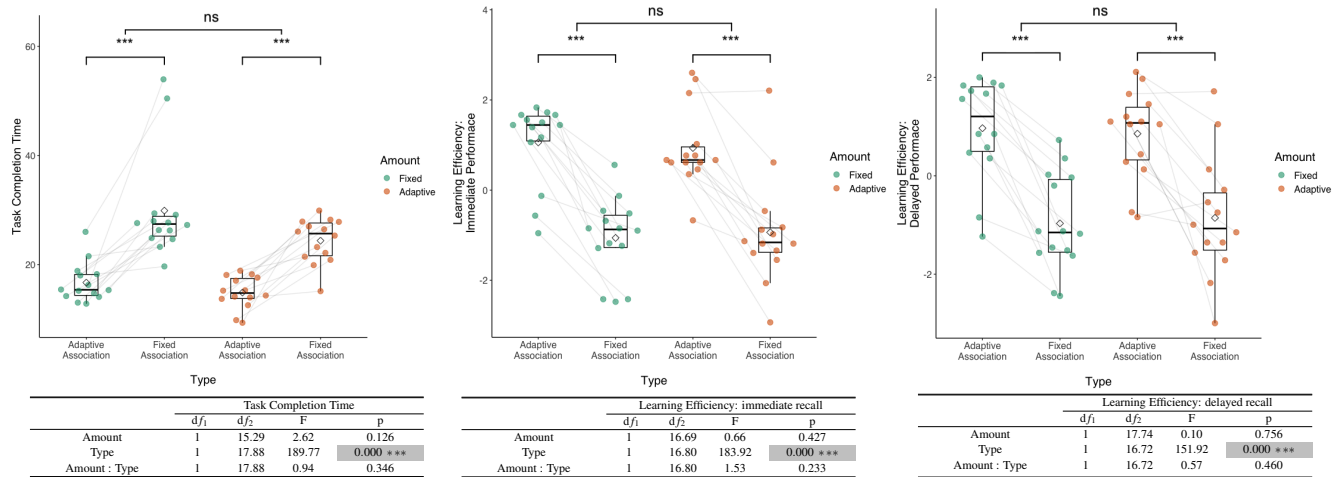 ns
***
***
60
40
20
Task Completion Time
Amount
Fixed
Adaptive
Adaptive
Association
Fixed
Association
Adaptive
Association
Fixed
Association
Type
Task Completion Time
df1 df2 F p
Amount 1 15.29 2.62 0.126
Type 1 17.88 189.77 0.000 ***
Amount : Type 1 17.88 0.94 0.346
ns
***
***
4
2
0
-2
Learning Efficiency:
Immediate Performace
Amount
Fixed
Adaptive
Adaptive
Association
Fixed
Association
Adaptive
Association
Fixed
Association
Type
Learning Efficiency: immediate recall
df1 df2 F p
Amount 1 16.69 0.66 0.427
Type 1 16.80 183.92 0.000 ***
Amount : Type 1 16.80 1.53 0.233
ns
***
***
2
0
-2
Learning Efficiency:
Delayed Performance
Amount
Fixed
Adaptive
Adaptive
Association
Fixed
Association
Adaptive
Association
Fixed
Association
Type
Learning Efficiency: delayed recall
df1 df2 F p
Amount 1 17.74 0.10 0.756
Type 1 16.72 151.92 0.000 ***
Amount : Type 1 16.72 0.57 0.460